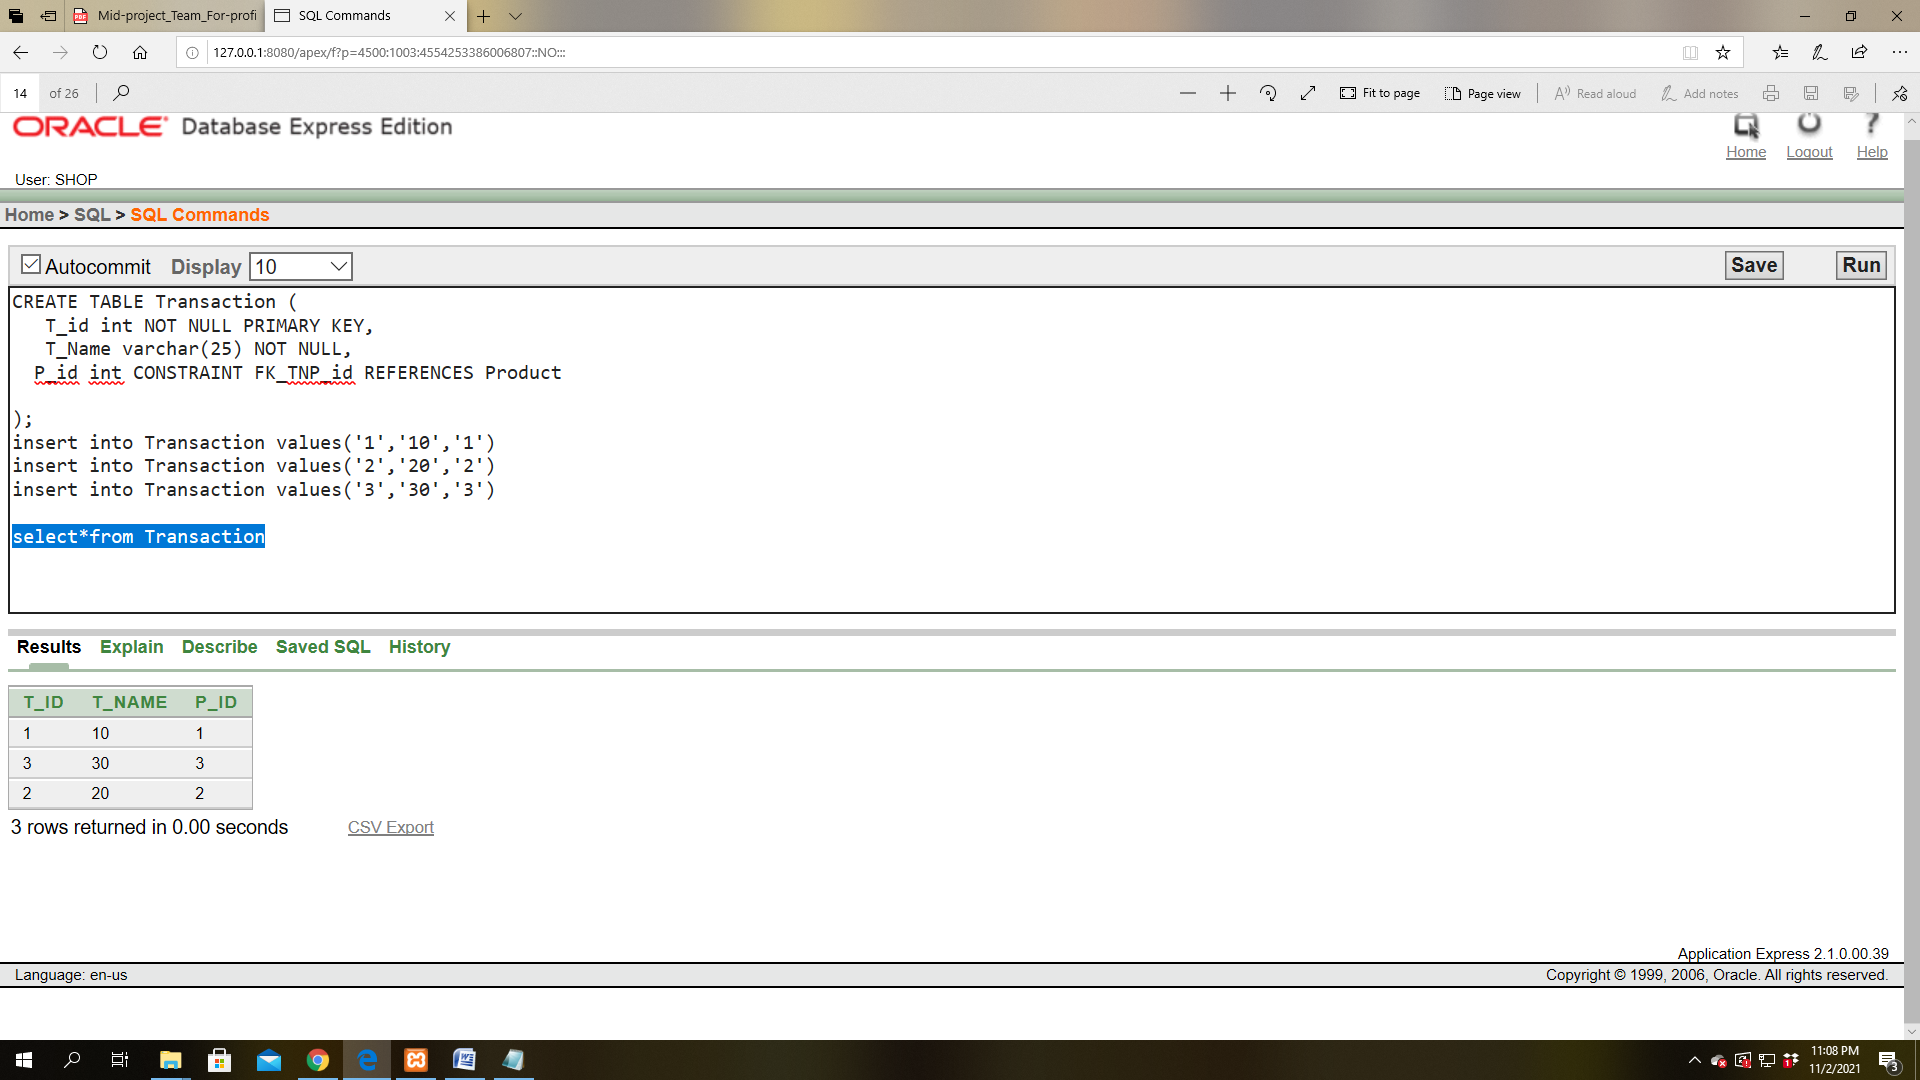 Mid-project_Team_For-profi
SQL Commands
127.0.0.1:8080/apex/f?p=4500:1003:4554253386006807::NO:::
14 of 26
Fit to page
Page view
Read aloud
Add notes
ORACLE Database Express Edition
Home Logout Help
User: SHOP
Home > SQL > SQL Commands
Autocommit Display 10
Save Run
CREATE TABLE Transaction (
T_id int NOT NULL PRIMARY KEY,
T_Name varchar(25) NOT NULL,
P_id int CONSTRAINT FK_TNP_id REFERENCES Product
);
insert into Transaction values('1','10','1')
insert into Transaction values('2','20','2')
insert into Transaction values('3','30','3')
select*from Transaction
Results Explain Describe Saved SQL History
T_ID T_NAME P_ID
1 10 1
3 30 3
2 20 2
3 rows returned in 0.00 seconds CSV Export
Application Express 2.1.0.00.39
Language: en-us Copyright © 1999, 2006, Oracle. All rights reserved.
11:08 PM
11/2/2021
3